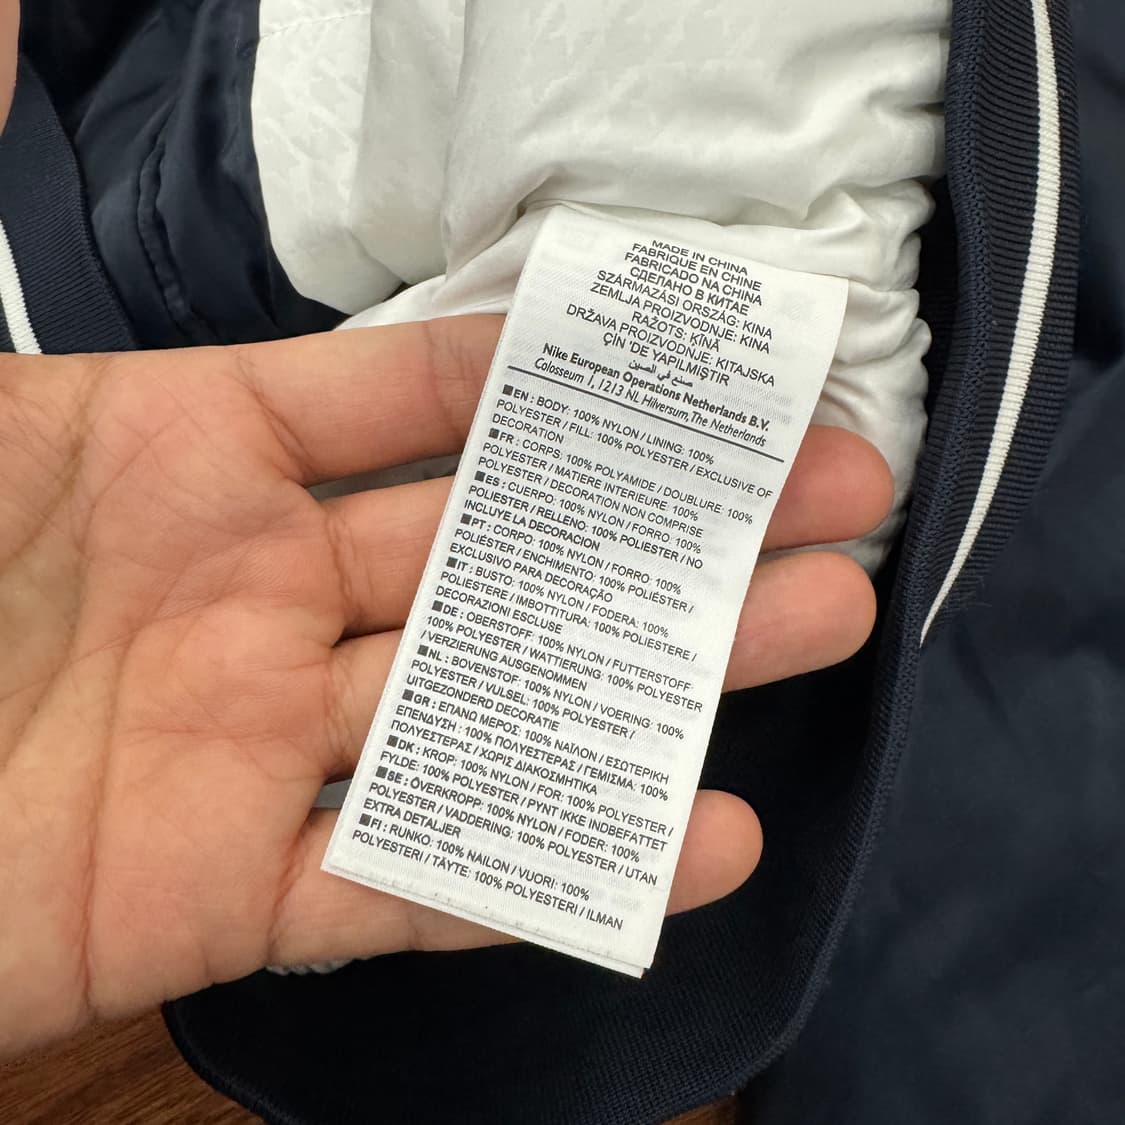 MADE IN CHINA
FABRIQUE EN CHINE
FABRICADO NA CHINA
СДЕЛАНО В КИТАЕ
SZÁRMAZÁSI ORSZÁG: KINA
ZEMLJA PROIZVODNJE: KINA
RAŽOTS: ĶĪNĀ
DRŽAVA PROIZVODNJE: KITAJSKA
ÇİN 'DE YAPILMIŞTIR
صنع في الصين
Nike European Operations Netherlands B.V.
Colosseum 1, 1213 NL Hilversum, The Netherlands
■EN : BODY: 100% NYLON / LINING: 100%
POLYESTER / FILL: 100% POLYESTER / EXCLUSIVE OF
DECORATION
■FR : CORPS: 100% POLYAMIDE / DOUBLURE: 100%
POLYESTER / MATIERE INTERIEURE: 100%
POLYESTER / DECORATION NON COMPRISE
■ES : CUERPO: 100% NYLON / FORRO: 100%
POLIESTER / RELLENO: 100% POLIESTER / NO
INCLUYE LA DECORACION
■PT : CORPO: 100% NYLON / FORRO: 100%
POLIÉSTER / ENCHIMENTO: 100% POLIÉSTER /
EXCLUSIVO PARA DECORAÇÃO
■IT : BUSTO: 100% NYLON / FODERA: 100%
POLIESTERE / IMBOTTITURA: 100% POLIESTERE /
DECORAZIONI ESCLUSE
■DE : OBERSTOFF: 100% NYLON / FUTTERSTOFF:
100% POLYESTER / WATTIERUNG: 100% POLYESTER
/ VERZIERUNG AUSGENOMMEN
■NL : BOVENSTOF: 100% NYLON / VOERING: 100%
POLYESTER / VULSEL: 100% POLYESTER /
UITGEZONDERD DECORATIE
■GR : ΕΠΑΝΩ ΜΕΡΟΣ: 100% ΝΑΪΛΟΝ / ΕΣΩΤΕΡΙΚΗ
ΕΠΕΝΔΥΣΗ : 100% ΠΟΛΥΕΣΤΕΡΑΣ / ΓΕΜΙΣΜΑ: 100%
ΠΟΛΥΕΣΤΕΡΑΣ / ΧΩΡΙΣ ΔΙΑΚΟΣΜΗΤΙΚΑ
■DK : KROP: 100% NYLON / FOR: 100% POLYESTER /
FYLDE: 100% POLYESTER / PYNT IKKE INDBEFATTET
■SE : ÖVERKROPP: 100% NYLON / FODER: 100%
POLYESTER / VADDERING: 100% POLYESTER / UTAN
EXTRA DETALJER
■FI : RUNKO: 100% NAILON / VUORI: 100%
POLYESTERI / TÄYTE: 100% POLYESTERI / ILMAN